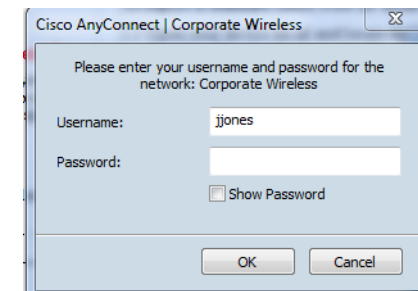 Cisco AnyConnect | Corporate Wireless
Please enter your username and password for the
network: Corporate Wireless
Username:
jjones
Password:
Show Password
OK
Cancel